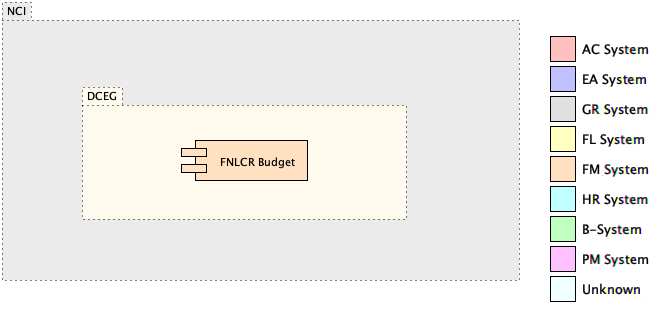 NCI
DCEG
FNLCR Budget
AC System
EA System
GR System
FL System
FM System
HR System
B-System
PM System
Unknown